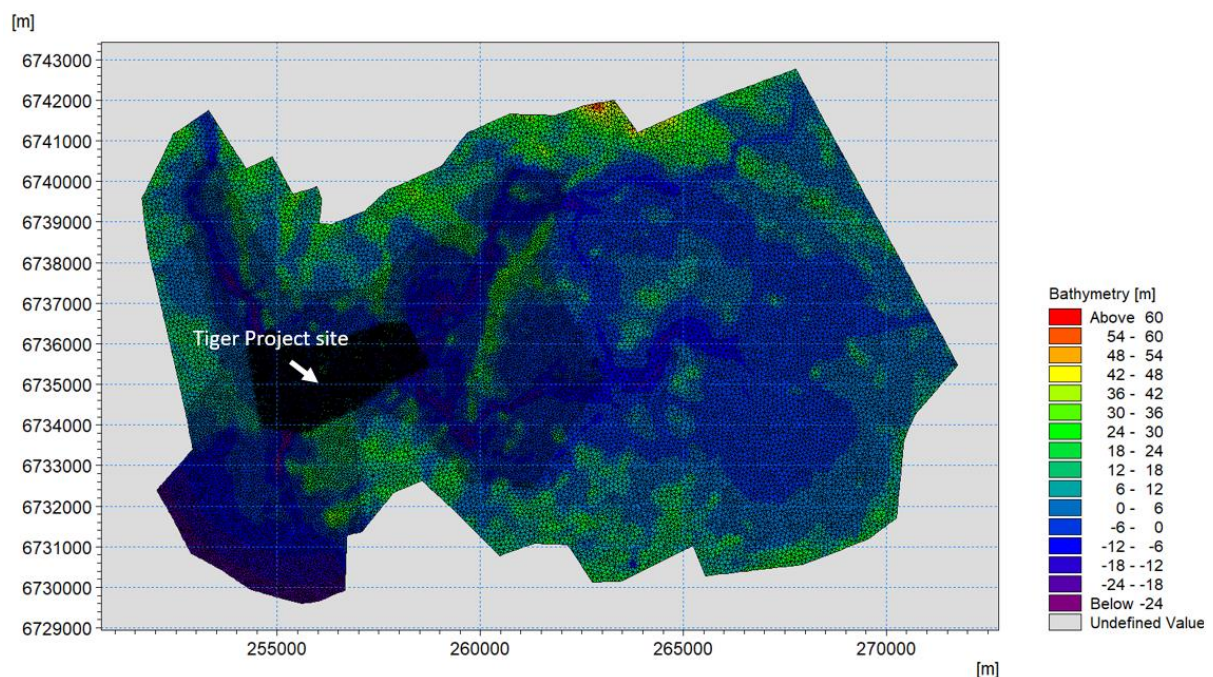 [m]
6743000
6742000
6741000
6740000
6739000
6738000
6737000
6736000
6735000
6734000
6733000
6732000
6731000
6730000
6729000
Tiger Project site
255000 260000 265000 270000
[m]
Bathymetry [m]
Above 60
54 - 60
48 - 54
42 - 48
36 - 42
30 - 36
24 - 30
18 - 24
12 - 18
6 - 12
0 - 6
-6 - 0
-12 - -6
-18 - -12
-24 - -18
Below -24
Undefined Value